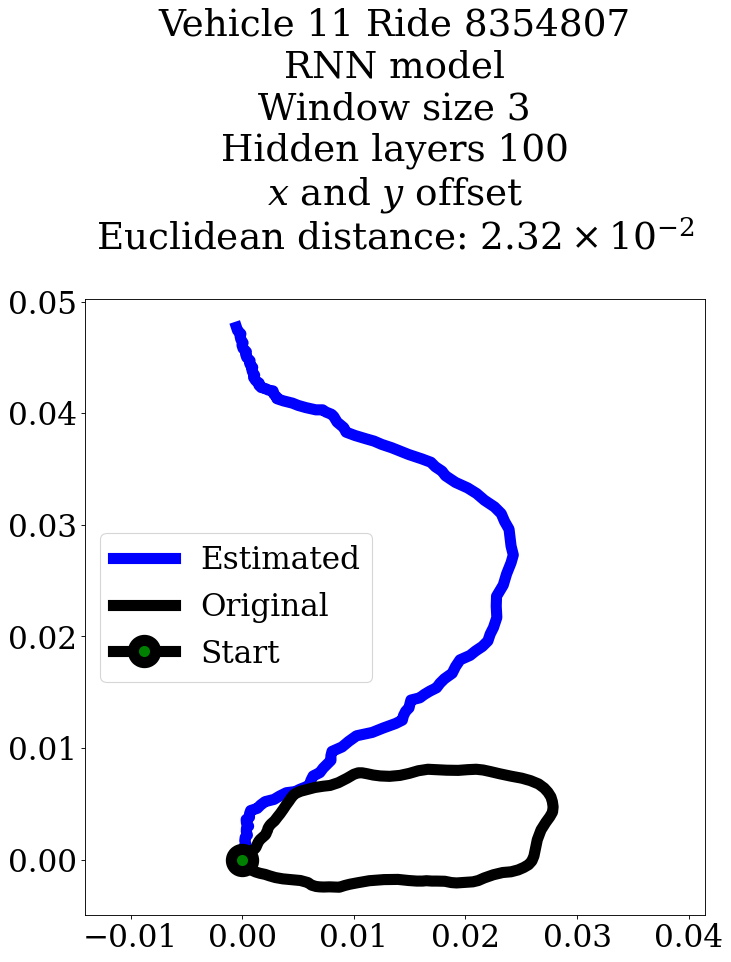 Vehicle 11 Ride 8354807
RNN model
Window size 3
Hidden layers 100
x and y offset
Euclidean distance: 2.32 × 10⁻²
0.05
0.04
0.03
0.02
0.01
0.00
Estimated
Original
Start
−0.01 0.00 0.01 0.02 0.03 0.04